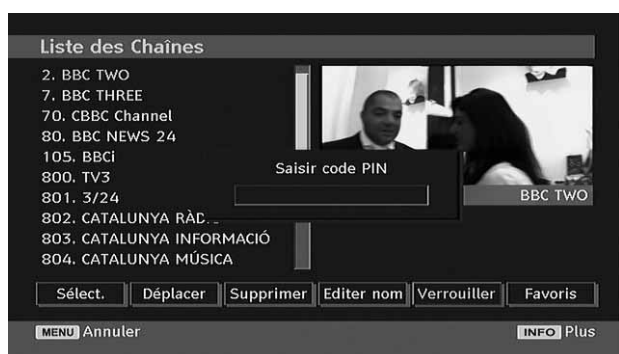 Liste des Chaînes
2. BBC TWO
7. BBC THREE
70. CBBC Channel
80. BBC NEWS 24
105. BBCi
800. TV3
801. 3/24
802. CATALUNYA
803. CATALUNYA INFORMACIÓ
804. CATALUNYA MÚSICA
Saisir code PIN
BBC TWO
Sélect. Déplacer Supprimer Editer nom Verrouiller Favoris
MENU Annuler INFO Plus